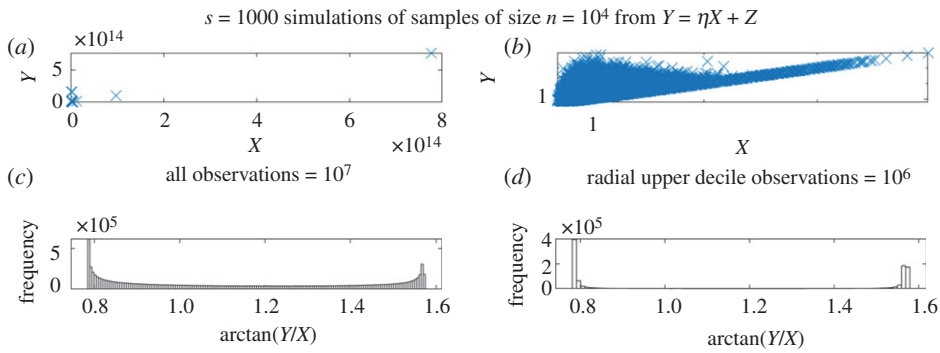 s = 1000 simulations of samples of size n = 10⁴ from Y = ηX + Z
(a)
×10¹⁴
Y
5
0
0 2 4 6 8
X
×10¹⁴
(b)
Y
1
1
X
(c) all observations = 10⁷
×10⁵
frequency
5
0
0.8 1.0 1.2 1.4 1.6
arctan(Y/X)
(d) radial upper decile observations = 10⁶
×10⁵
frequency
4
2
0
0.8 1.0 1.2 1.4 1.6
arctan(Y/X)